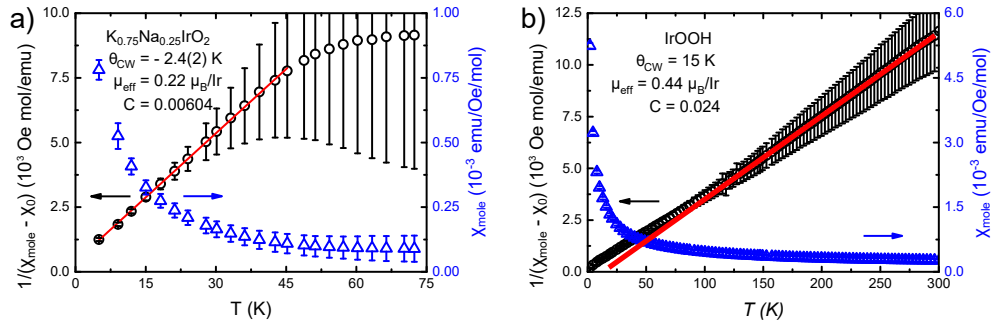 a)
10.0
7.5
5.0
2.5
0.0
1/(χmole - χ0) (10³ Oe mol/emu)
K0.75Na0.25IrO2
θCW = - 2.4(2) K
μeff = 0.22 μB/Ir
C = 0.00604
1.00
0.75
0.50
0.25
0.00
χmole (10⁻³ emu/Oe/mol)
0 15 30 45 60 75
T (K)
b)
12.5
10.0
7.5
5.0
2.5
0.0
1/(χmole - χ0) (10³ Oe mol/emu)
IrOOH
θCW = 15 K
μeff = 0.44 μB/Ir
C = 0.024
6.0
4.5
3.0
1.5
0.0
χmole (10⁻³ emu/Oe/mol)
0 50 100 150 200 250 300
T (K)